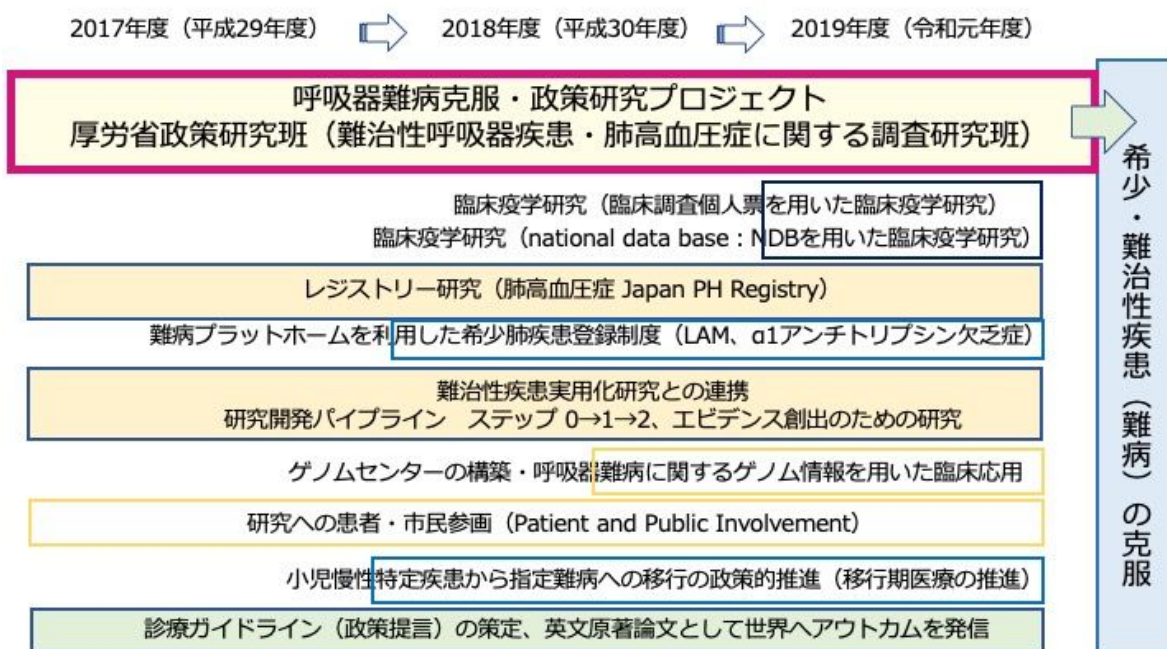 2017年度（平成29年度） 2018年度（平成30年度） 2019年度（令和元年度）
呼吸器難病克服・政策研究プロジェクト
厚労省政策研究班（難治性呼吸器疾患・肺高血圧症に関する調査研究班）
臨床疫学研究（臨床調査個人票を用いた臨床疫学研究）
臨床疫学研究（national data base：NDBを用いた臨床疫学研究）
レジストリー研究（肺高血圧症 Japan PH Registry）
難病プラットホームを利用した希少肺疾患登録制度（LAM、α1アンチトリプシン欠乏症）
難治性疾患実用化研究との連携
研究開発パイプライン　ステップ 0→1→2、エビデンス創出のための研究
ゲノムセンターの構築・呼吸器難病に関するゲノム情報を用いた臨床応用
研究への患者・市民参画（Patient and Public Involvement）
小児慢性特定疾患から指定難病への移行の政策的推進（移行期医療の推進）
診療ガイドライン（政策提言）の策定、英文原著論文として世界へアウトカムを発信
希少・難治性疾患（難病）の克服